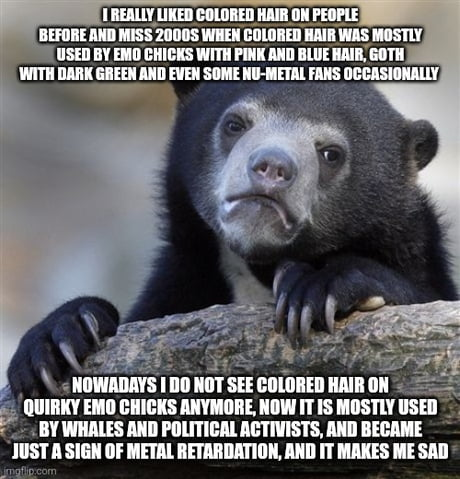 I REALLY LIKED COLORED HAIR ON PEOPLE
BEFORE AND MISS 2000S WHEN COLORED HAIR WAS MOSTLY
USED BY EMO CHICKS WITH PINK AND BLUE HAIR, GOTH
WITH DARK GREEN AND EVEN SOME NU-METAL FANS OCCASIONALLY
NOWADAYS I DO NOT SEE COLORED HAIR ON
QUIRKY EMO CHICKS ANYMORE, NOW IT IS MOSTLY USED
BY WHALES AND POLITICAL ACTIVISTS, AND BECAME
JUST A SIGN OF METAL RETARDATION, AND IT MAKES ME SAD
imgflip.com